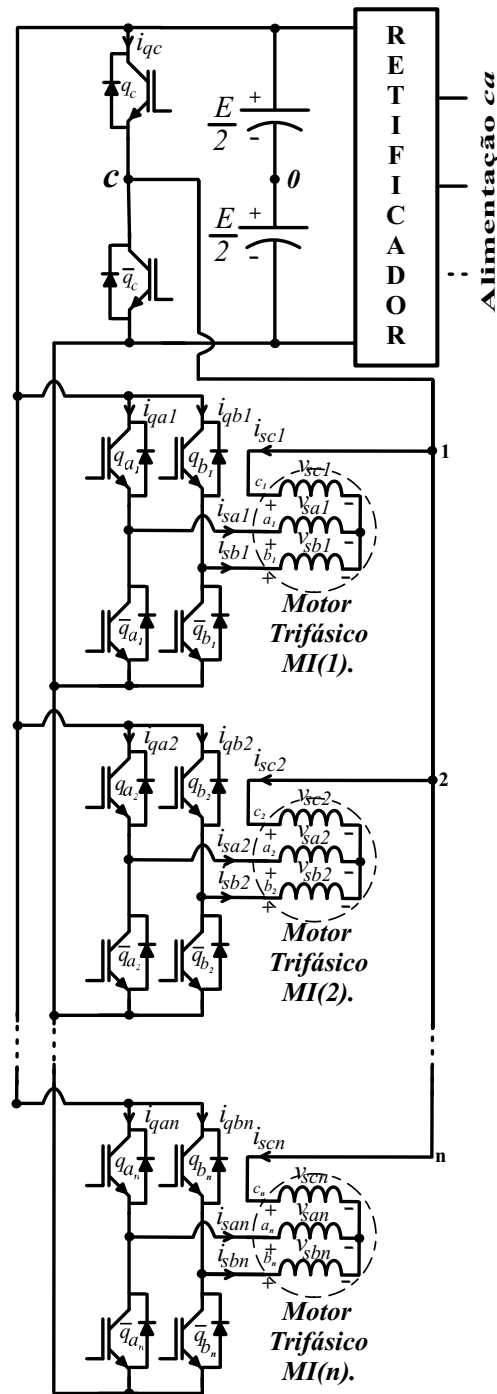 i_qc
q_c
E/2
+
-
RETIFICADOR
Alimentação ca
c
0
q̅_c
E/2
+
-
i_qa1
i_qb1
i_sc1
1
q_a1
q_b1
c_1
v_sc1
+
-
i_sa1
a_1
v_sa1
+
-
i_sb1
b_1
v_sb1
+
-
q̅_a1
q̅_b1
Motor
Trifásico
MI(1).
i_qa2
i_qb2
i_sc2
2
q_a2
q_b2
c_2
v_sc2
+
-
i_sa2
a_2
v_sa2
+
-
i_sb2
b_2
v_sb2
+
-
q̅_a2
q̅_b2
Motor
Trifásico
MI(2).
i_qan
i_qbn
i_scn
n
q_an
q_bn
c_n
v_scn
+
-
i_san
a_n
v_san
+
-
i_sbn
b_n
v_sbn
+
-
q̅_an
q̅_bn
Motor
Trifásico
MI(n).